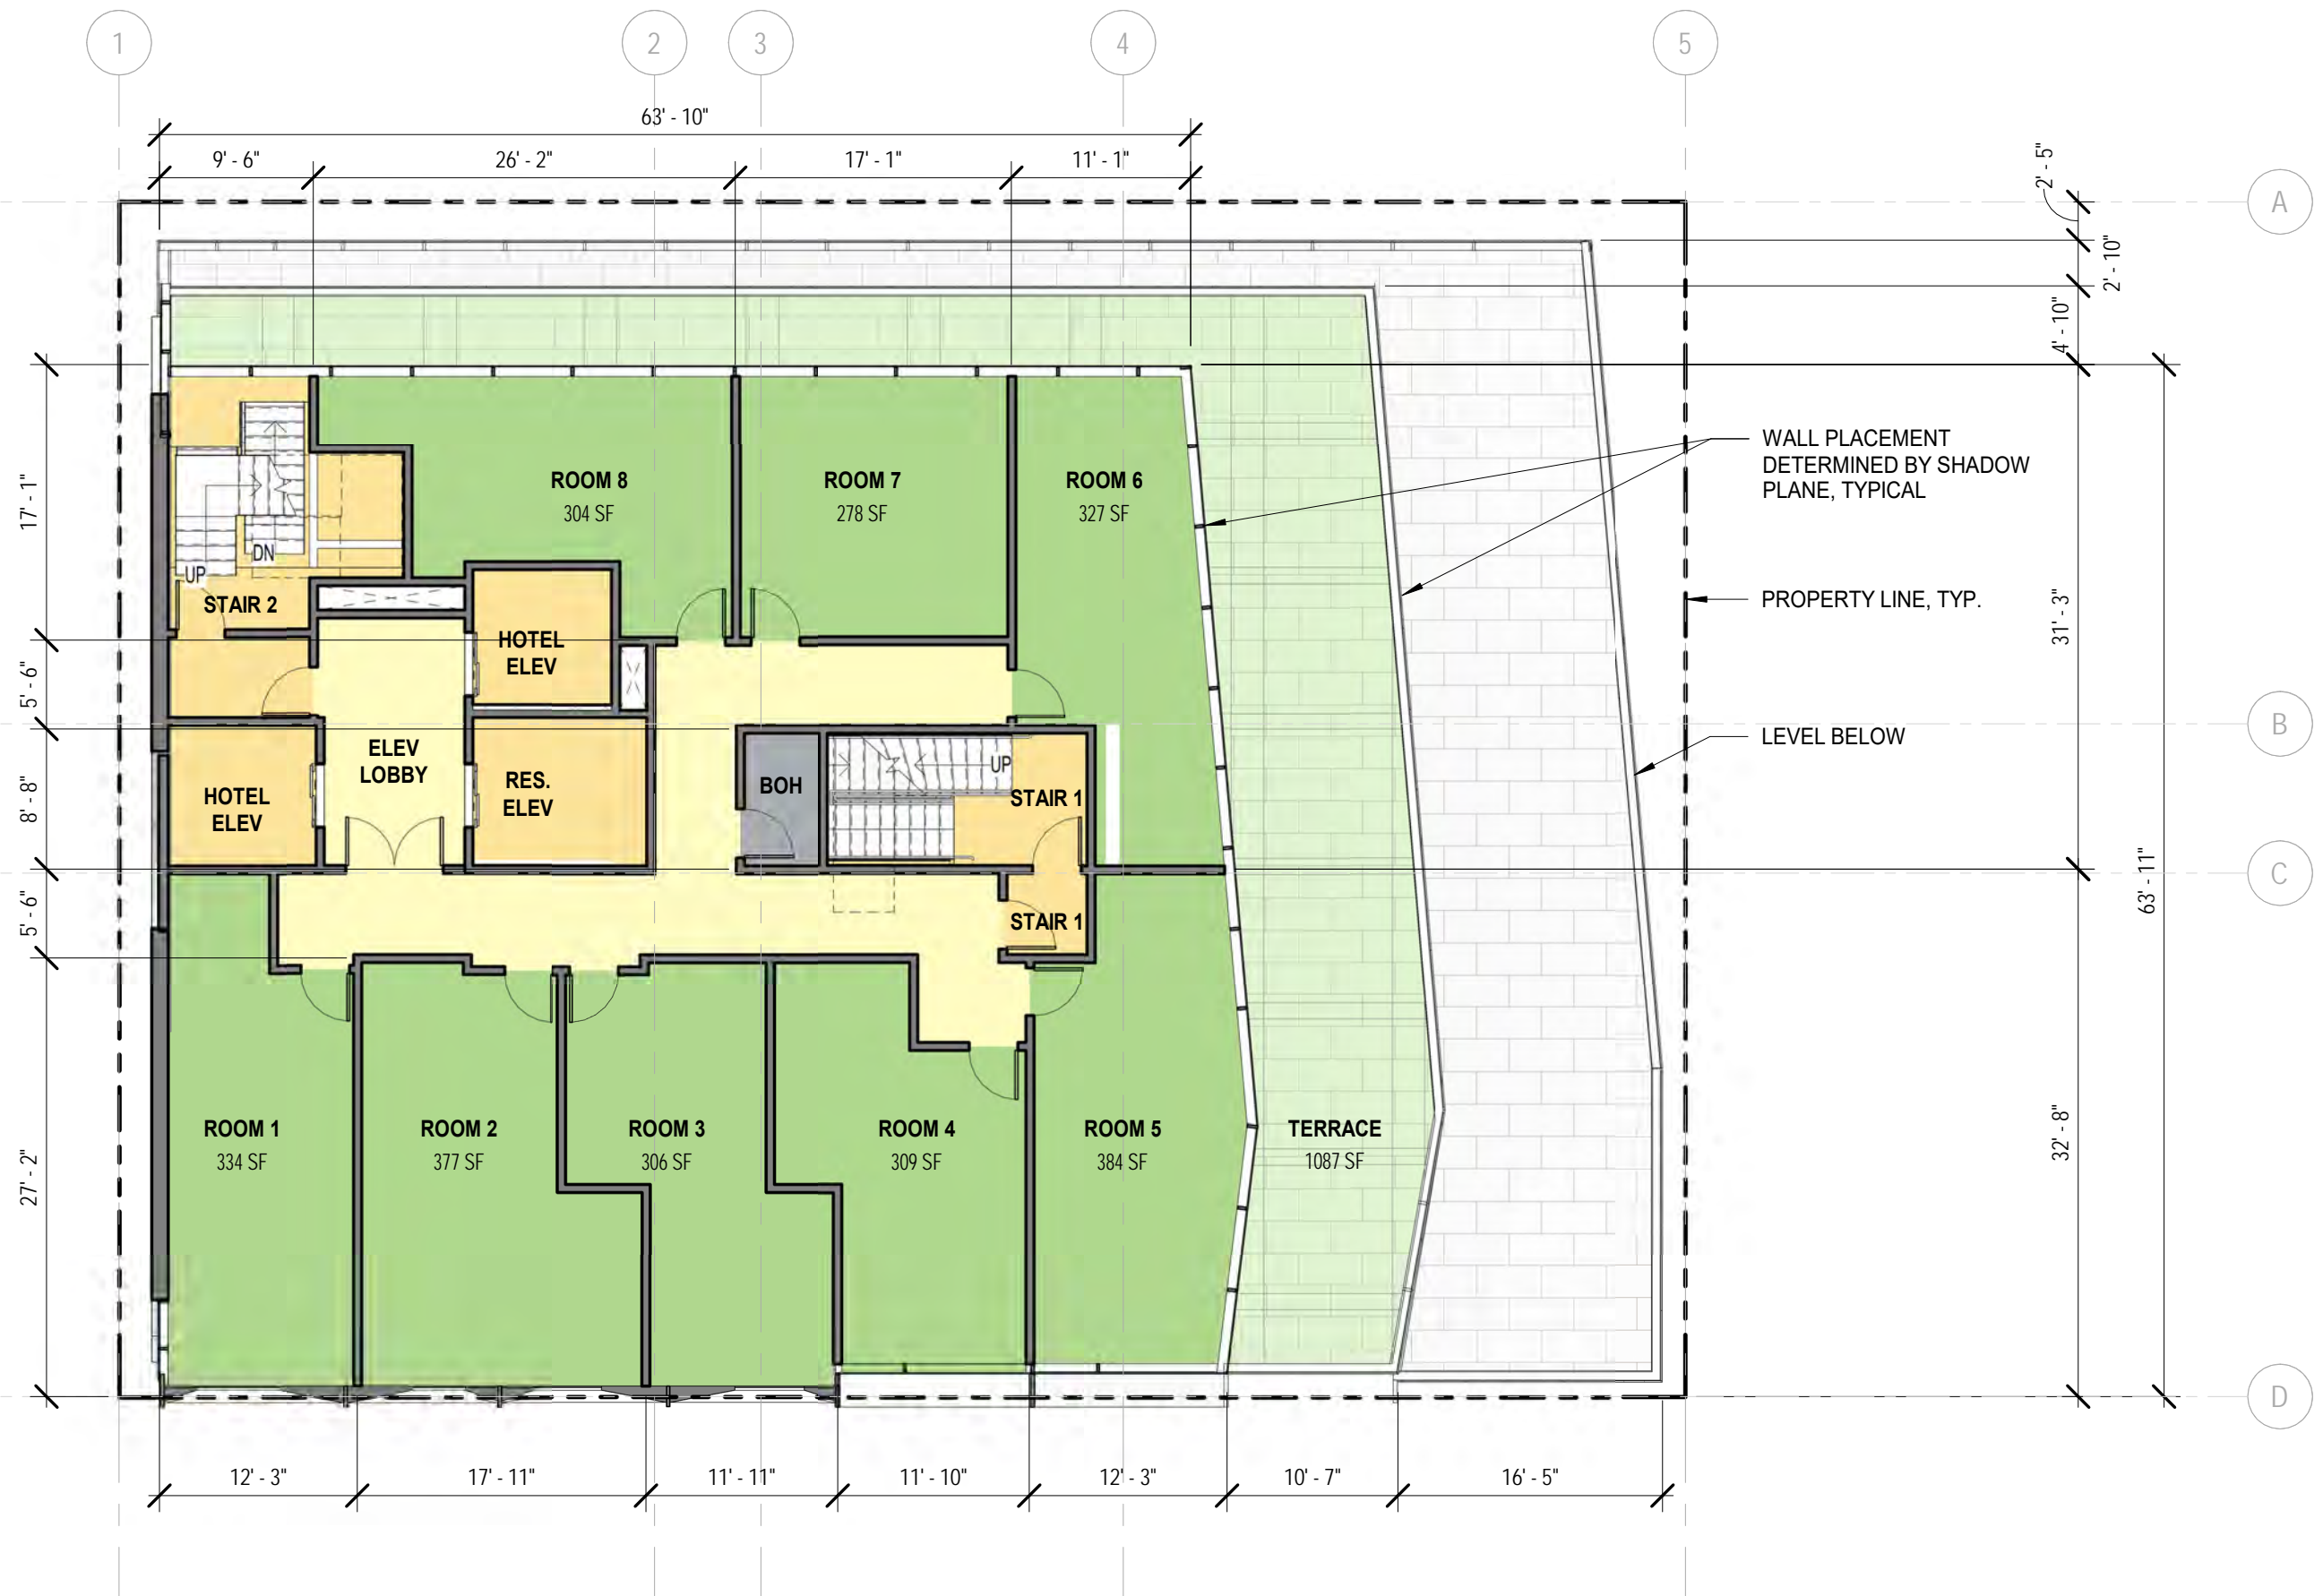 1
2
3
4
5
63' - 10"
9' - 6"
26' - 2"
17' - 1"
11' - 1"
2' - 5"
A
2' - 10"
4' - 10"
WALL PLACEMENT
DETERMINED BY SHADOW
PLANE, TYPICAL
ROOM 8
304 SF
ROOM 7
278 SF
ROOM 6
327 SF
17' - 1"
DN
UP
STAIR 2
PROPERTY LINE, TYP.
31' - 3"
HOTEL
ELEV
5' - 6"
B
LEVEL BELOW
ELEV
LOBBY
RES.
ELEV
BOH
UP
STAIR 1
HOTEL
ELEV
8' - 8"
C
63' - 11"
5' - 6"
STAIR 1
ROOM 1
334 SF
ROOM 2
377 SF
ROOM 3
306 SF
ROOM 4
309 SF
ROOM 5
384 SF
TERRACE
1087 SF
27' - 2"
32' - 8"
D
12' - 3"
17' - 11"
11' - 11"
11' - 10"
12' - 3"
10' - 7"
16' - 5"